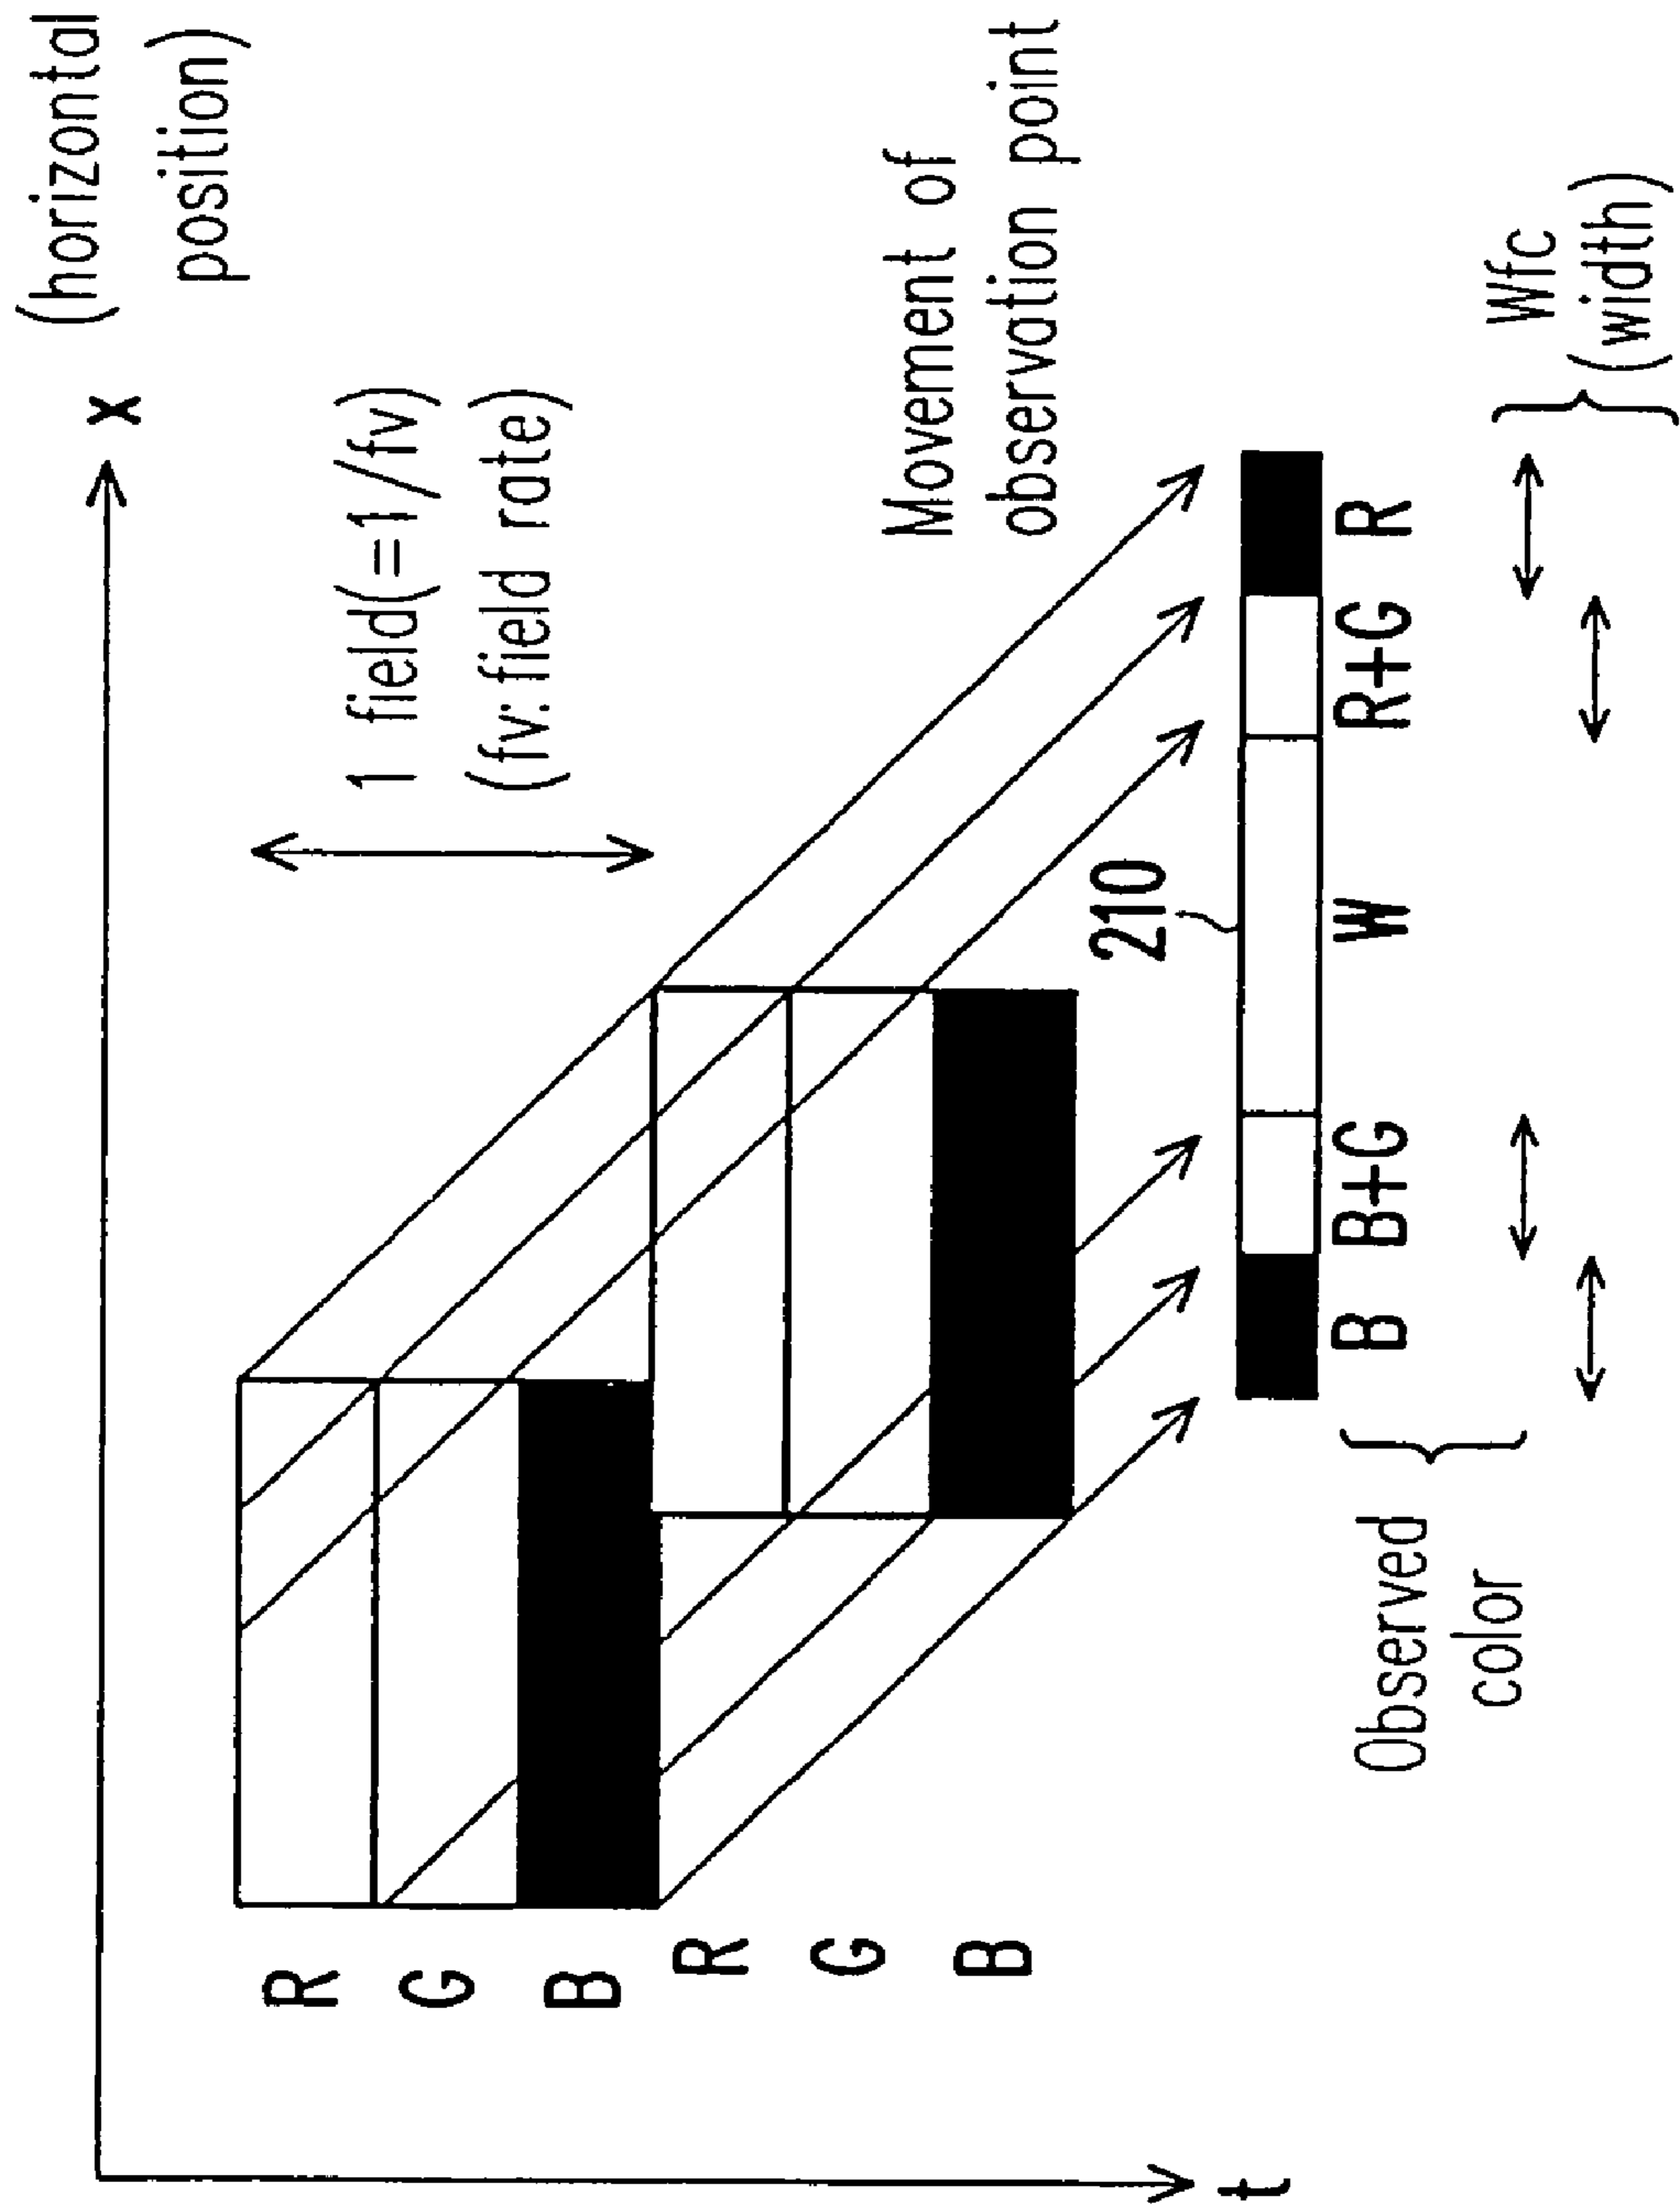 x
(horizontal
position)
1 field(=1/fv)
(fv:field rate)
R
G
B
R
G
B
Movement of
observation point
210
B B+G W R+G R
Observed
color
Wfc
(width)
t